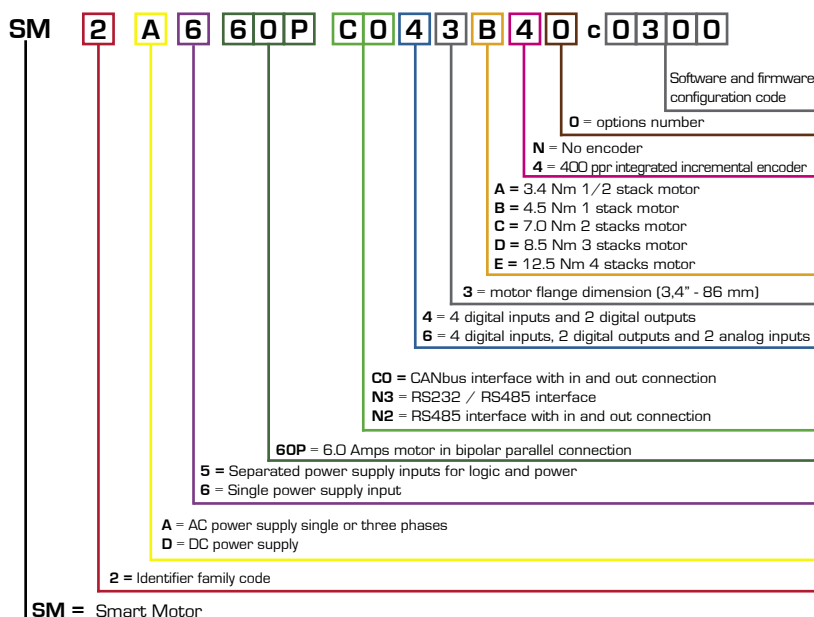 SM 2 A 6 60P C0 4 3 B 4 0 c 0300
Software and firmware
configuration code
0 = options number
N = No encoder
4 = 400 ppr integrated incremental encoder
A = 3.4 Nm 1/2 stack motor
B = 4.5 Nm 1 stack motor
C = 7.0 Nm 2 stacks motor
D = 8.5 Nm 3 stacks motor
E = 12.5 Nm 4 stacks motor
3 = motor flange dimension (3,4" - 86 mm)
4 = 4 digital inputs and 2 digital outputs
6 = 4 digital inputs, 2 digital outputs and 2 analog inputs
C0 = CANbus interface with in and out connection
N3 = RS232 / RS485 interface
N2 = RS485 interface with in and out connection
60P = 6.0 Amps motor in bipolar parallel connection
5 = Separated power supply inputs for logic and power
6 = Single power supply input
A = AC power supply single or three phases
D = DC power supply
2 = Identifier family code
SM = Smart Motor